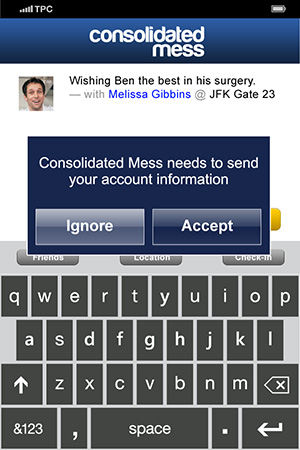 TPC
consolidated
mess
Wishing Ben the best in his surgery.
— with Melissa Gibbins @ JFK Gate 23
Consolidated Mess needs to send
your account information
Ignore Accept
Friends Location Check-in
q w e r t y u i o p
a s d f g h j k l
z x c v b n m
&123 , space .